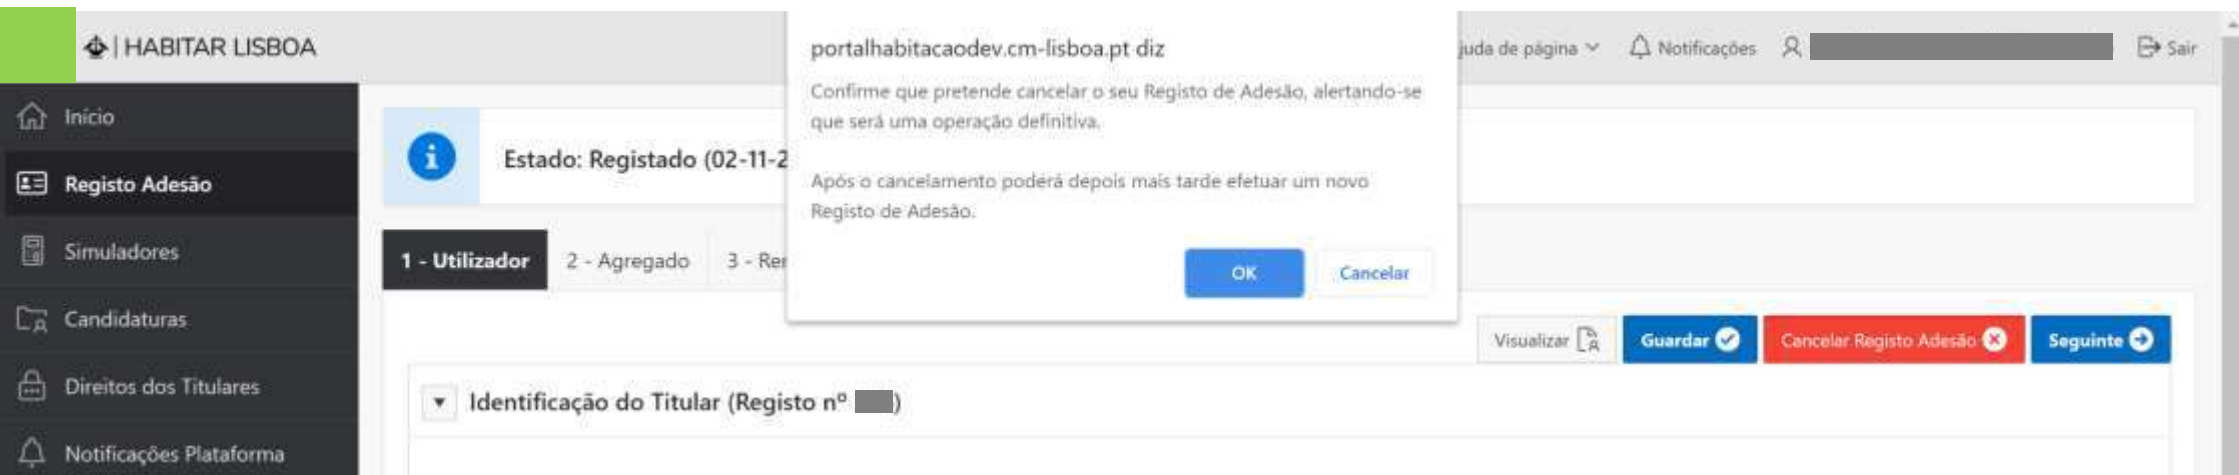 HABITAR LISBOA
portalhabitacaodev.cm-lisboa.pt diz
juda de página
Notificações
Sair
Confirme que pretende cancelar o seu Registo de Adesão, alertando-se
que será uma operação definitiva.
Após o cancelamento poderá depois mais tarde efetuar um novo
Registo de Adesão.
OK
Cancelar
Início
Registo Adesão
Simuladores
Candidaturas
Direitos dos Titulares
Notificações Plataforma
Estado: Registado (02-11-2
1 - Utilizador
2 - Agregado
3 - Ren
Visualizar
Guardar
Cancelar Registo Adesão
Seguinte
Identificação do Titular (Registo nº )